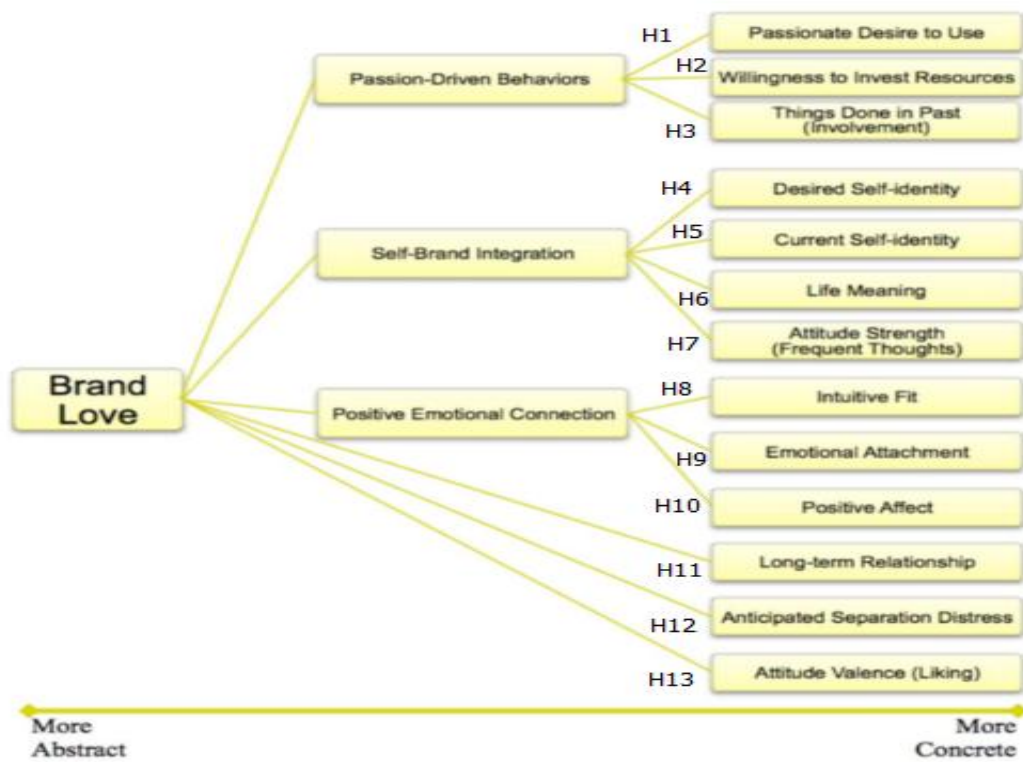 H1
Passionate Desire to Use
Passion-Driven Behaviors
H2
Willingness to Invest Resources
H3
Things Done in Past
(Involvement)
H4
Desired Self-identity
Self-Brand Integration
H5
Current Self-identity
H6
Life Meaning
H7
Attitude Strength
(Frequent Thoughts)
Brand
Love
Positive Emotional Connection
H8
Intuitive Fit
H9
Emotional Attachment
H10
Positive Affect
H11
Long-term Relationship
H12
Anticipated Separation Distress
H13
Attitude Valence (Liking)
More
Abstract
More
Concrete